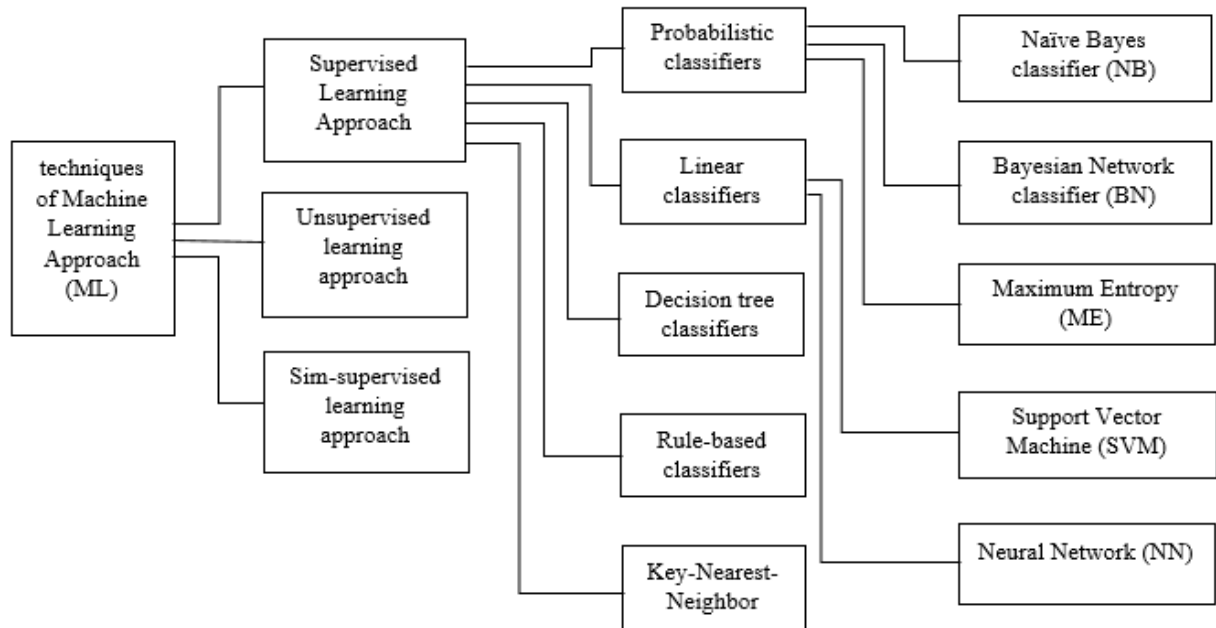 techniques
of Machine
Learning
Approach
(ML)
Supervised
Learning
Approach
Unsupervised
learning
approach
Sim-supervised
learning
approach
Probabilistic
classifiers
Linear
classifiers
Decision tree
classifiers
Rule-based
classifiers
Key-Nearest-
Neighbor
Naïve Bayes
classifier (NB)
Bayesian Network
classifier (BN)
Maximum Entropy
(ME)
Support Vector
Machine (SVM)
Neural Network (NN)